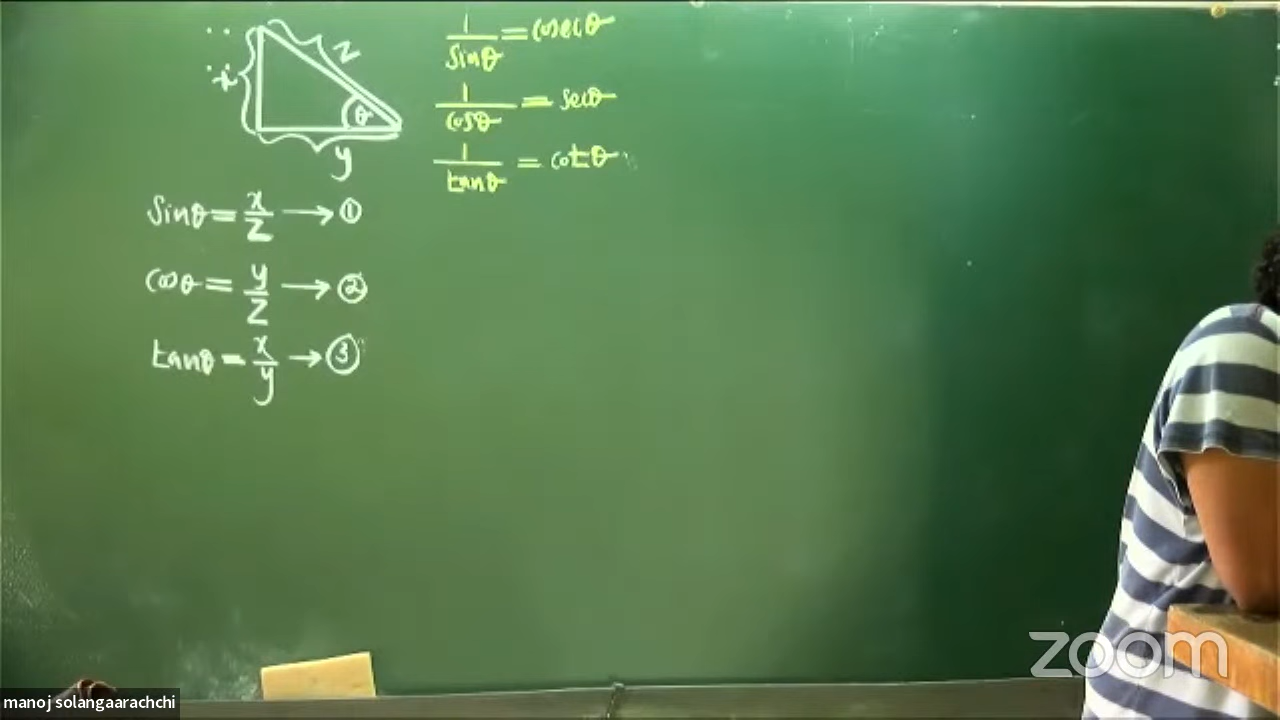 x
z
θ
y
sinθ = x/z → ①
cosθ = y/z → ②
tanθ = x/y → ③
1/sinθ = cosecθ
1/cosθ = secθ
1/tanθ = cotθ
zoom
manoj solangaarachchi